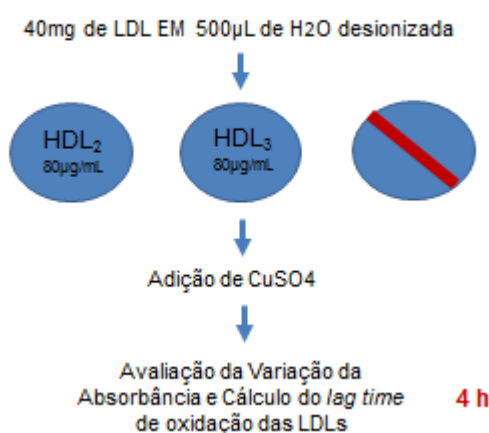 40mg de LDL EM 500µL de H2O desionizada
HDL₂
80µg/mL
HDL₃
80µg/mL
Adição de CuSO4
Avaliação da Variação da
Absorbância e Cálculo do lag time
de oxidação das LDLs
4 h